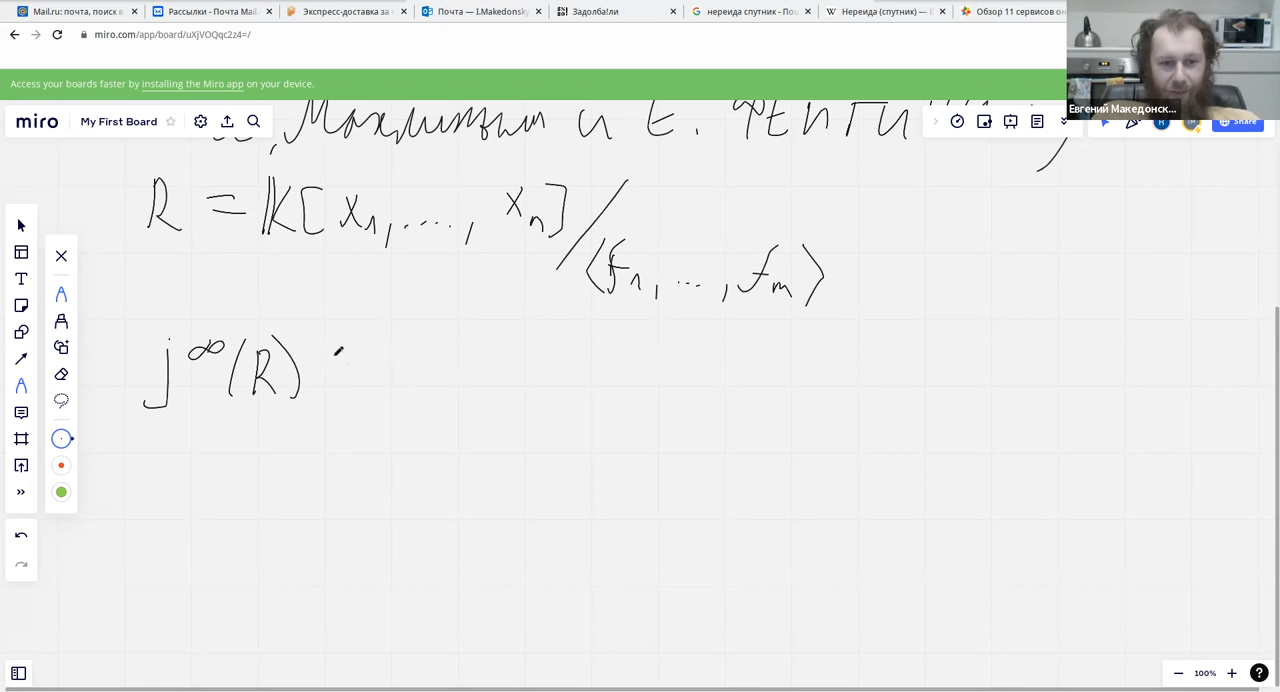 Mail.ru: почта, поиск в Рассылки - Почта Mail. Экспресс-доставка за Почта — I.Makedonsky Задолба!ли нереида спутник - Пои Нереида (спутник) — Обзор 11 сервисов он
miro.com/app/board/uXjVOQqc2z4=/
Access your boards faster by installing the Miro app on your device.
Евгений Македонск...
miro My First Board Share
и Е.
R = K[x₁, ..., xₙ] / ⟨f₁, ..., fₘ⟩
J^∞(R)
100%